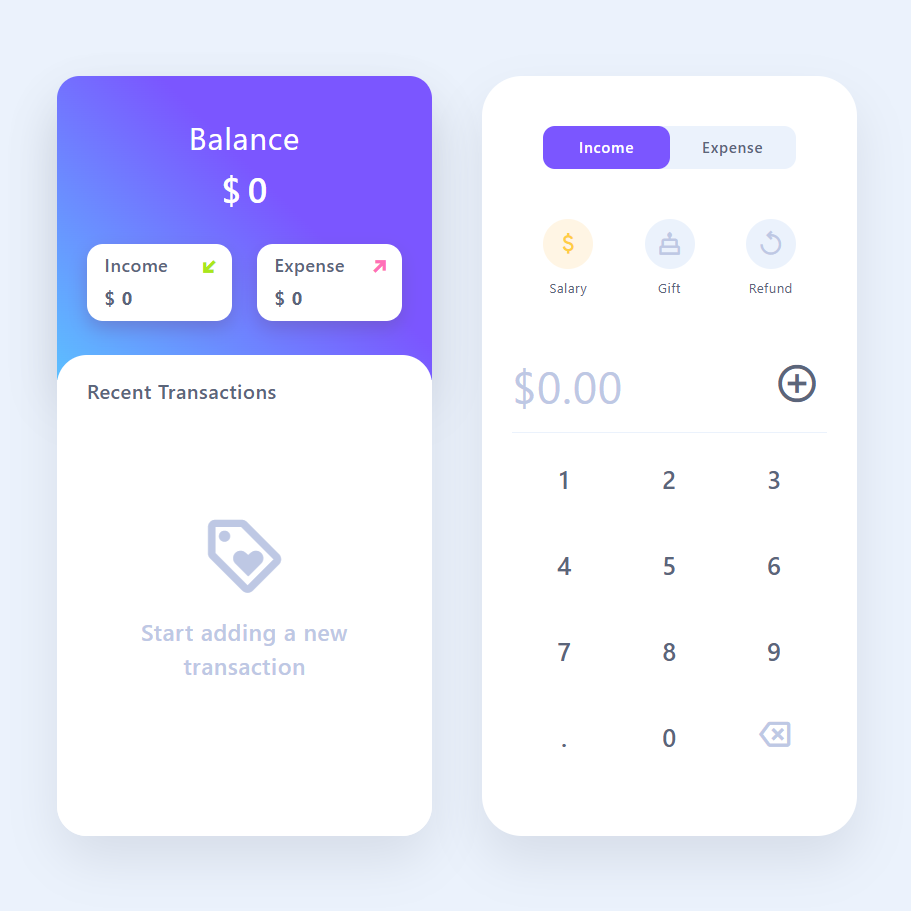 Balance
$ 0
Income
$ 0
Expense
$ 0
Recent Transactions
Start adding a new
transaction
Income Expense
$
Salary Gift Refund
$0.00
1 2 3
4 5 6
7 8 9
. 0